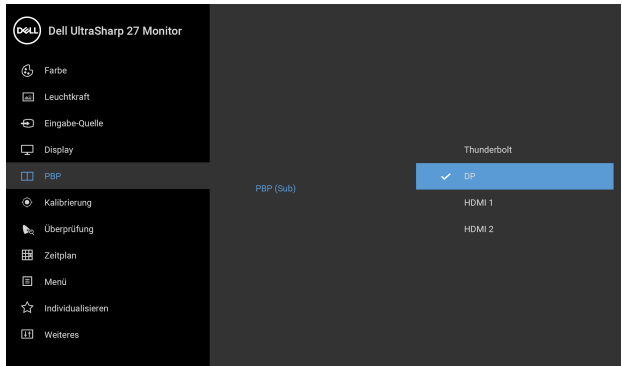 DELL Dell UltraSharp 27 Monitor
Farbe
Leuchtkraft
Eingabe-Quelle
Display
PBP
Kalibrierung
Überprüfung
Zeitplan
Menü
Individualisieren
Weiteres
PBP (Sub)
Thunderbolt
DP
HDMI 1
HDMI 2